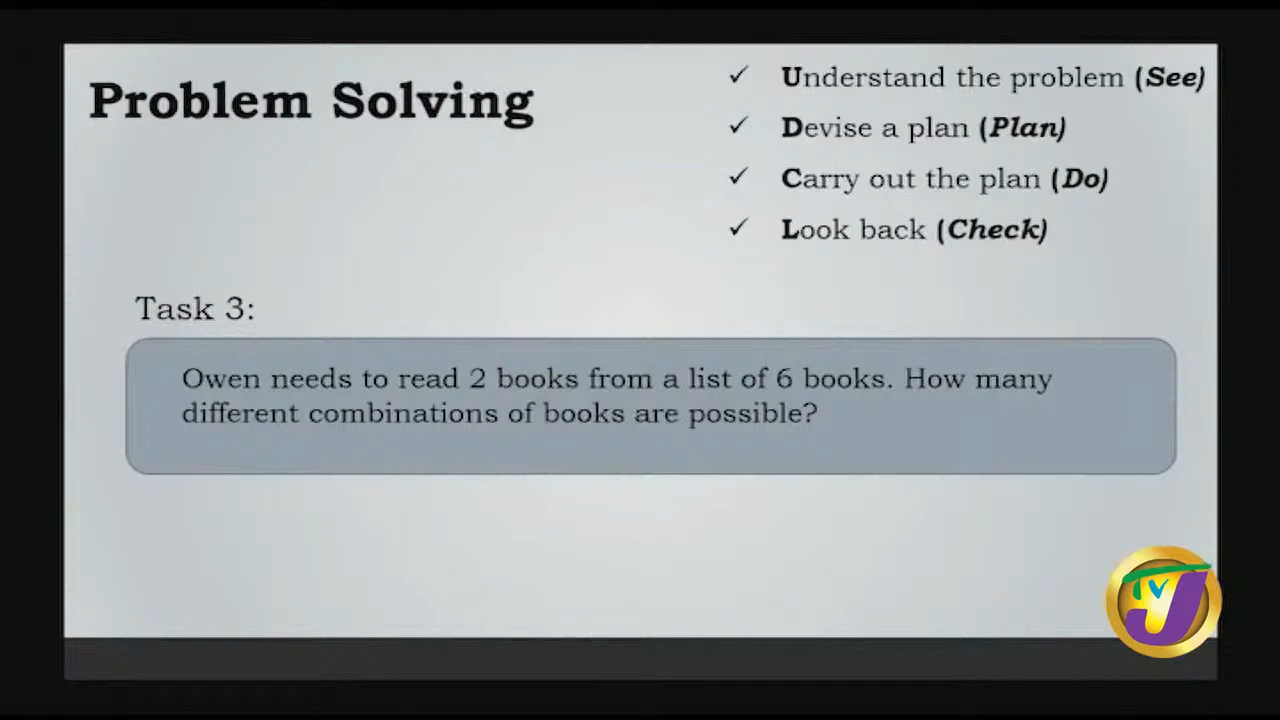 Problem Solving
✓ Understand the problem (See)
✓ Devise a plan (Plan)
✓ Carry out the plan (Do)
✓ Look back (Check)
Task 3:
Owen needs to read 2 books from a list of 6 books. How many
different combinations of books are possible?
TVJ